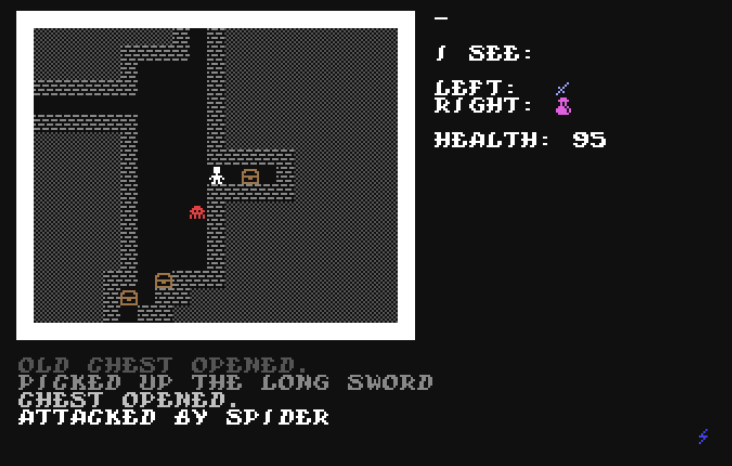 I SEE:
LEFT:
RIGHT:
HEALTH: 95
OLD CHEST OPENED.
PICKED UP THE LONG SWORD
CHEST OPENED.
ATTACKED BY SPIDER